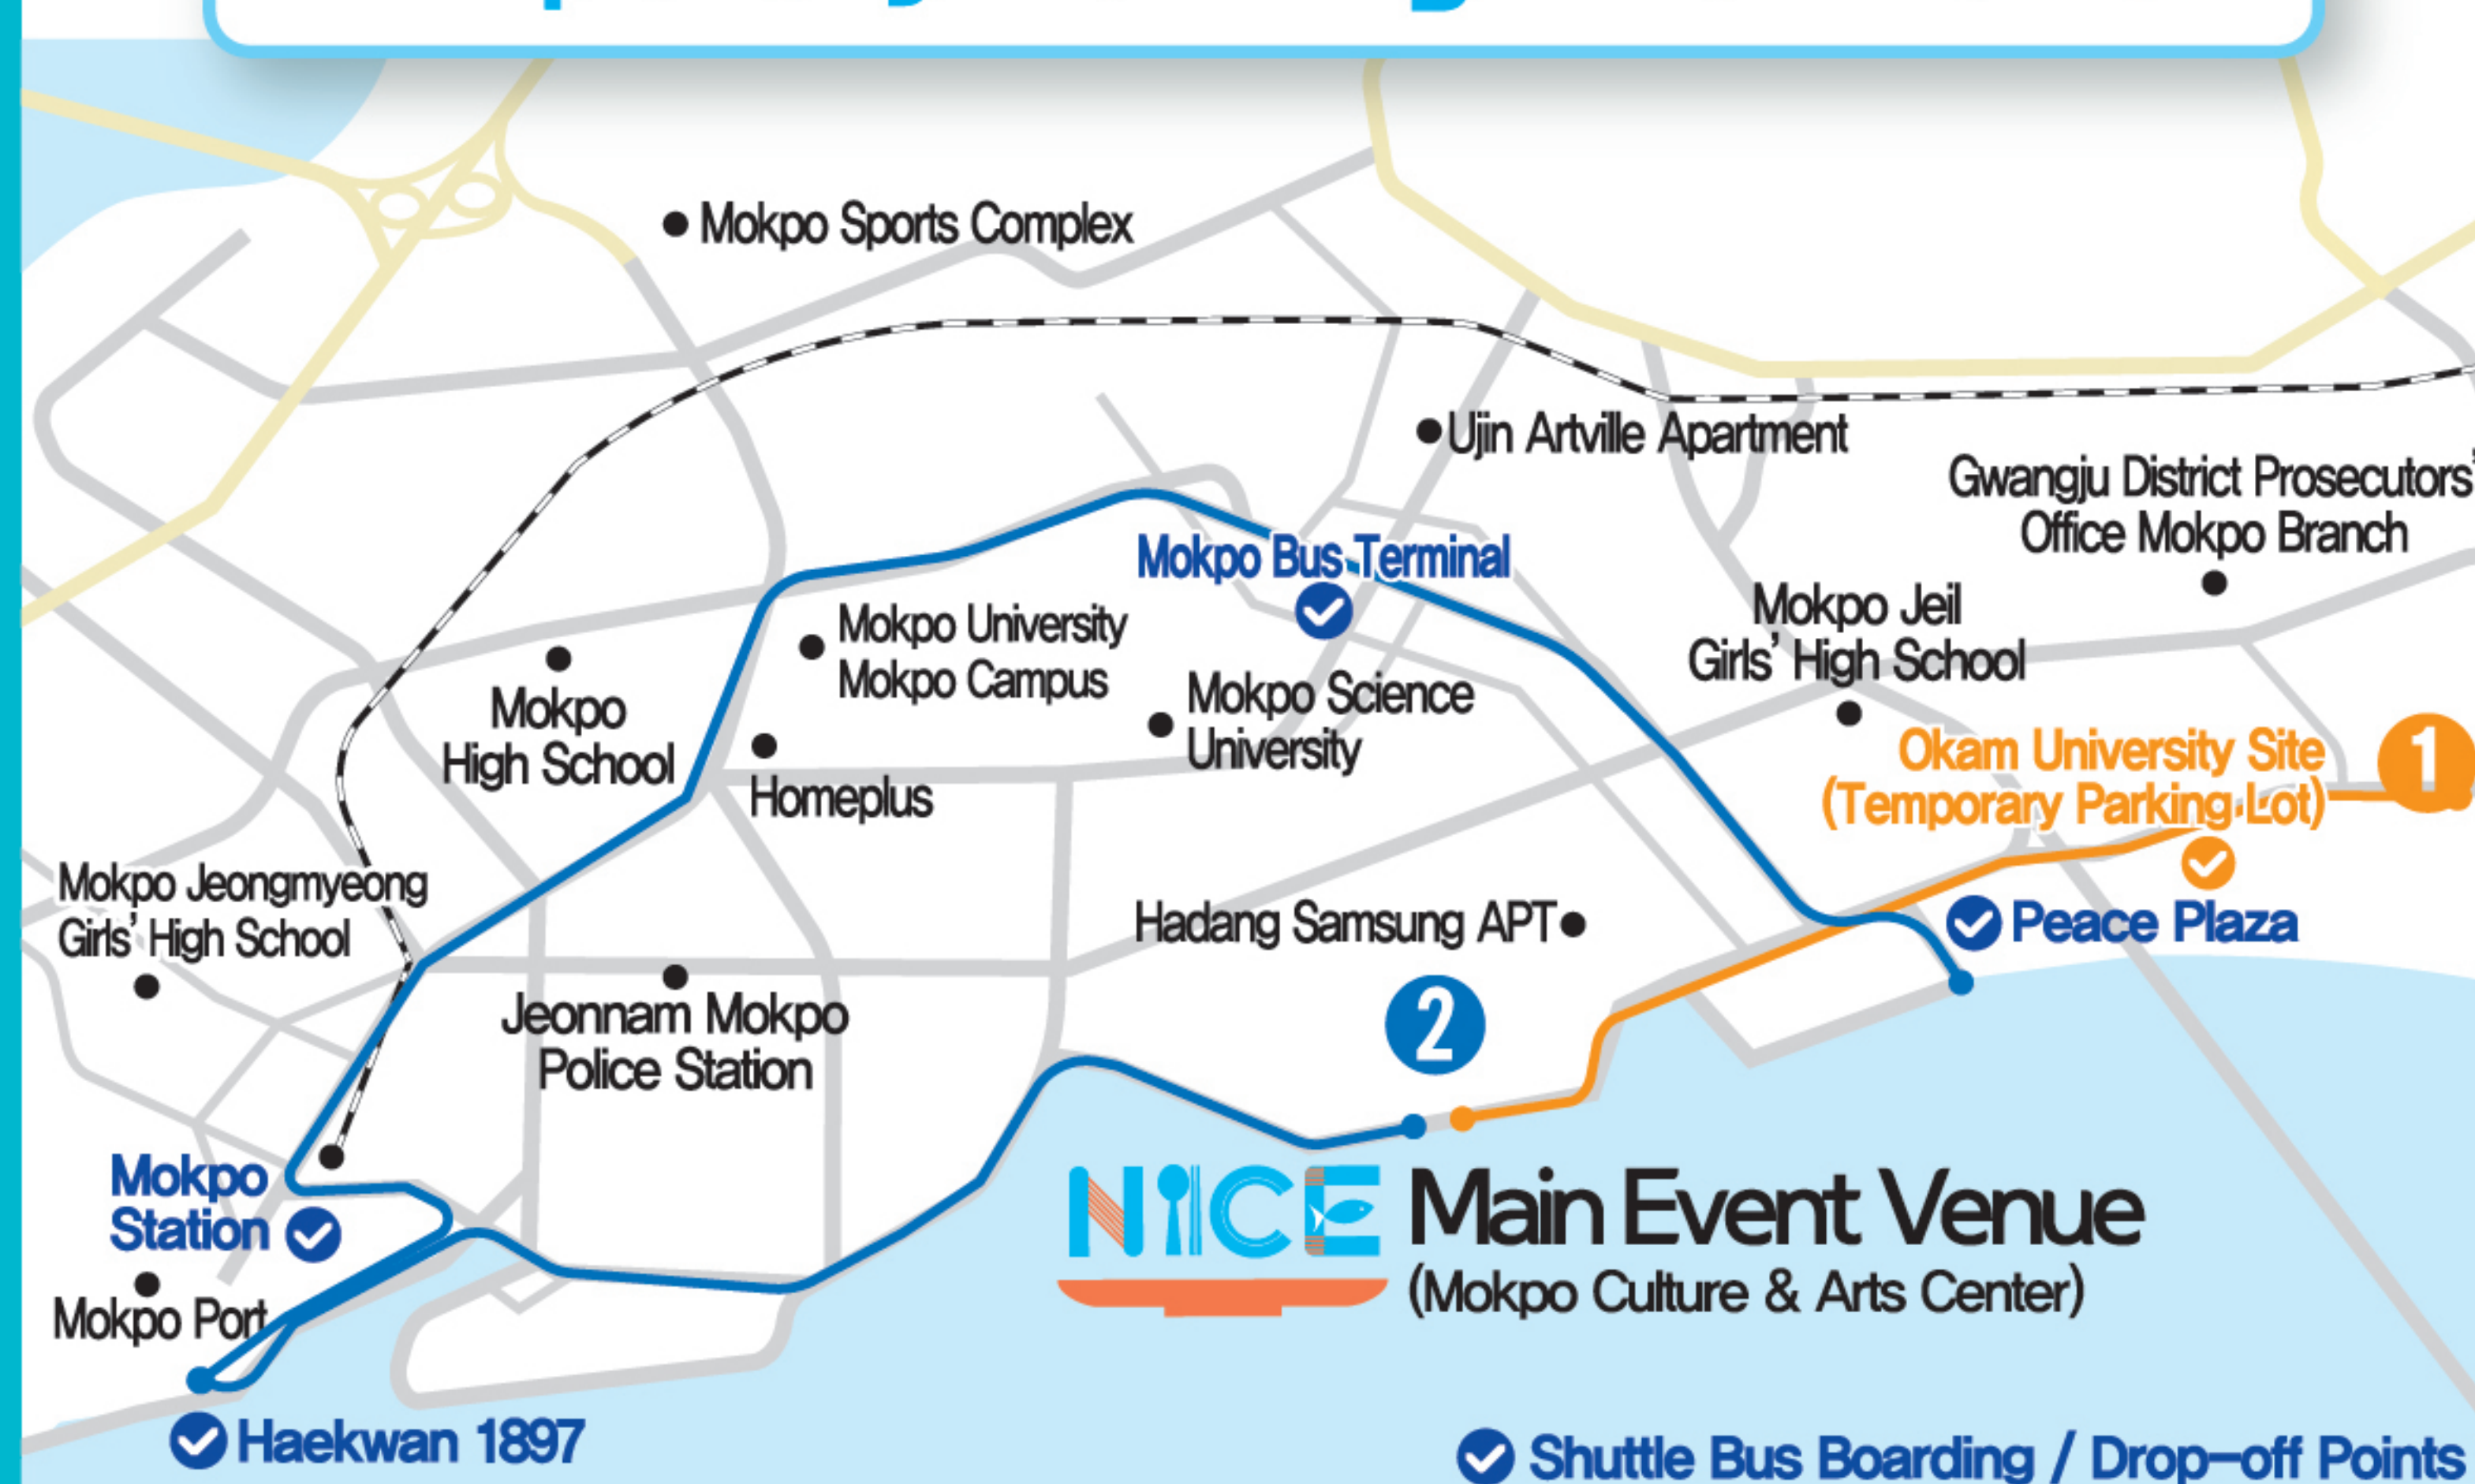 Mokpo Sports Complex
Ujin Artville Apartment
Gwangju District Prosecutors'
Office Mokpo Branch
Mokpo Bus Terminal
Mokpo Jeil
Girls' High School
Mokpo University
Mokpo Campus
Mokpo
High School
Mokpo Science
University
Okam University Site
(Temporary Parking Lot)
1
Homeplus
Mokpo Jeongmyeong
Girls' High School
Hadang Samsung APT
Peace Plaza
Jeonnam Mokpo
Police Station
2
Mokpo
Station
NICE
Main Event Venue
(Mokpo Culture & Arts Center)
Mokpo Port
Haekwan 1897
Shuttle Bus Boarding / Drop-off Points